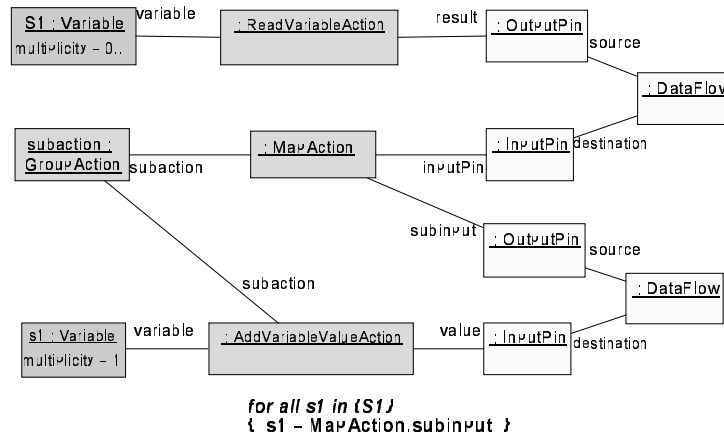 S1 : Variable
multiplicity = 0..
variable
: ReadVariableAction
result
: OutputPin
source
: DataFlow
subaction :
GroupAction
subaction
: MapAction
inputPin
: InputPin
destination
subinput
: OutputPin
source
: DataFlow
subaction
s1 : Variable
multiplicity = 1
variable
: AddVariableValueAction
value
: InputPin
destination
for all s1 in {S1}
{ s1 = MapAction.subinput }